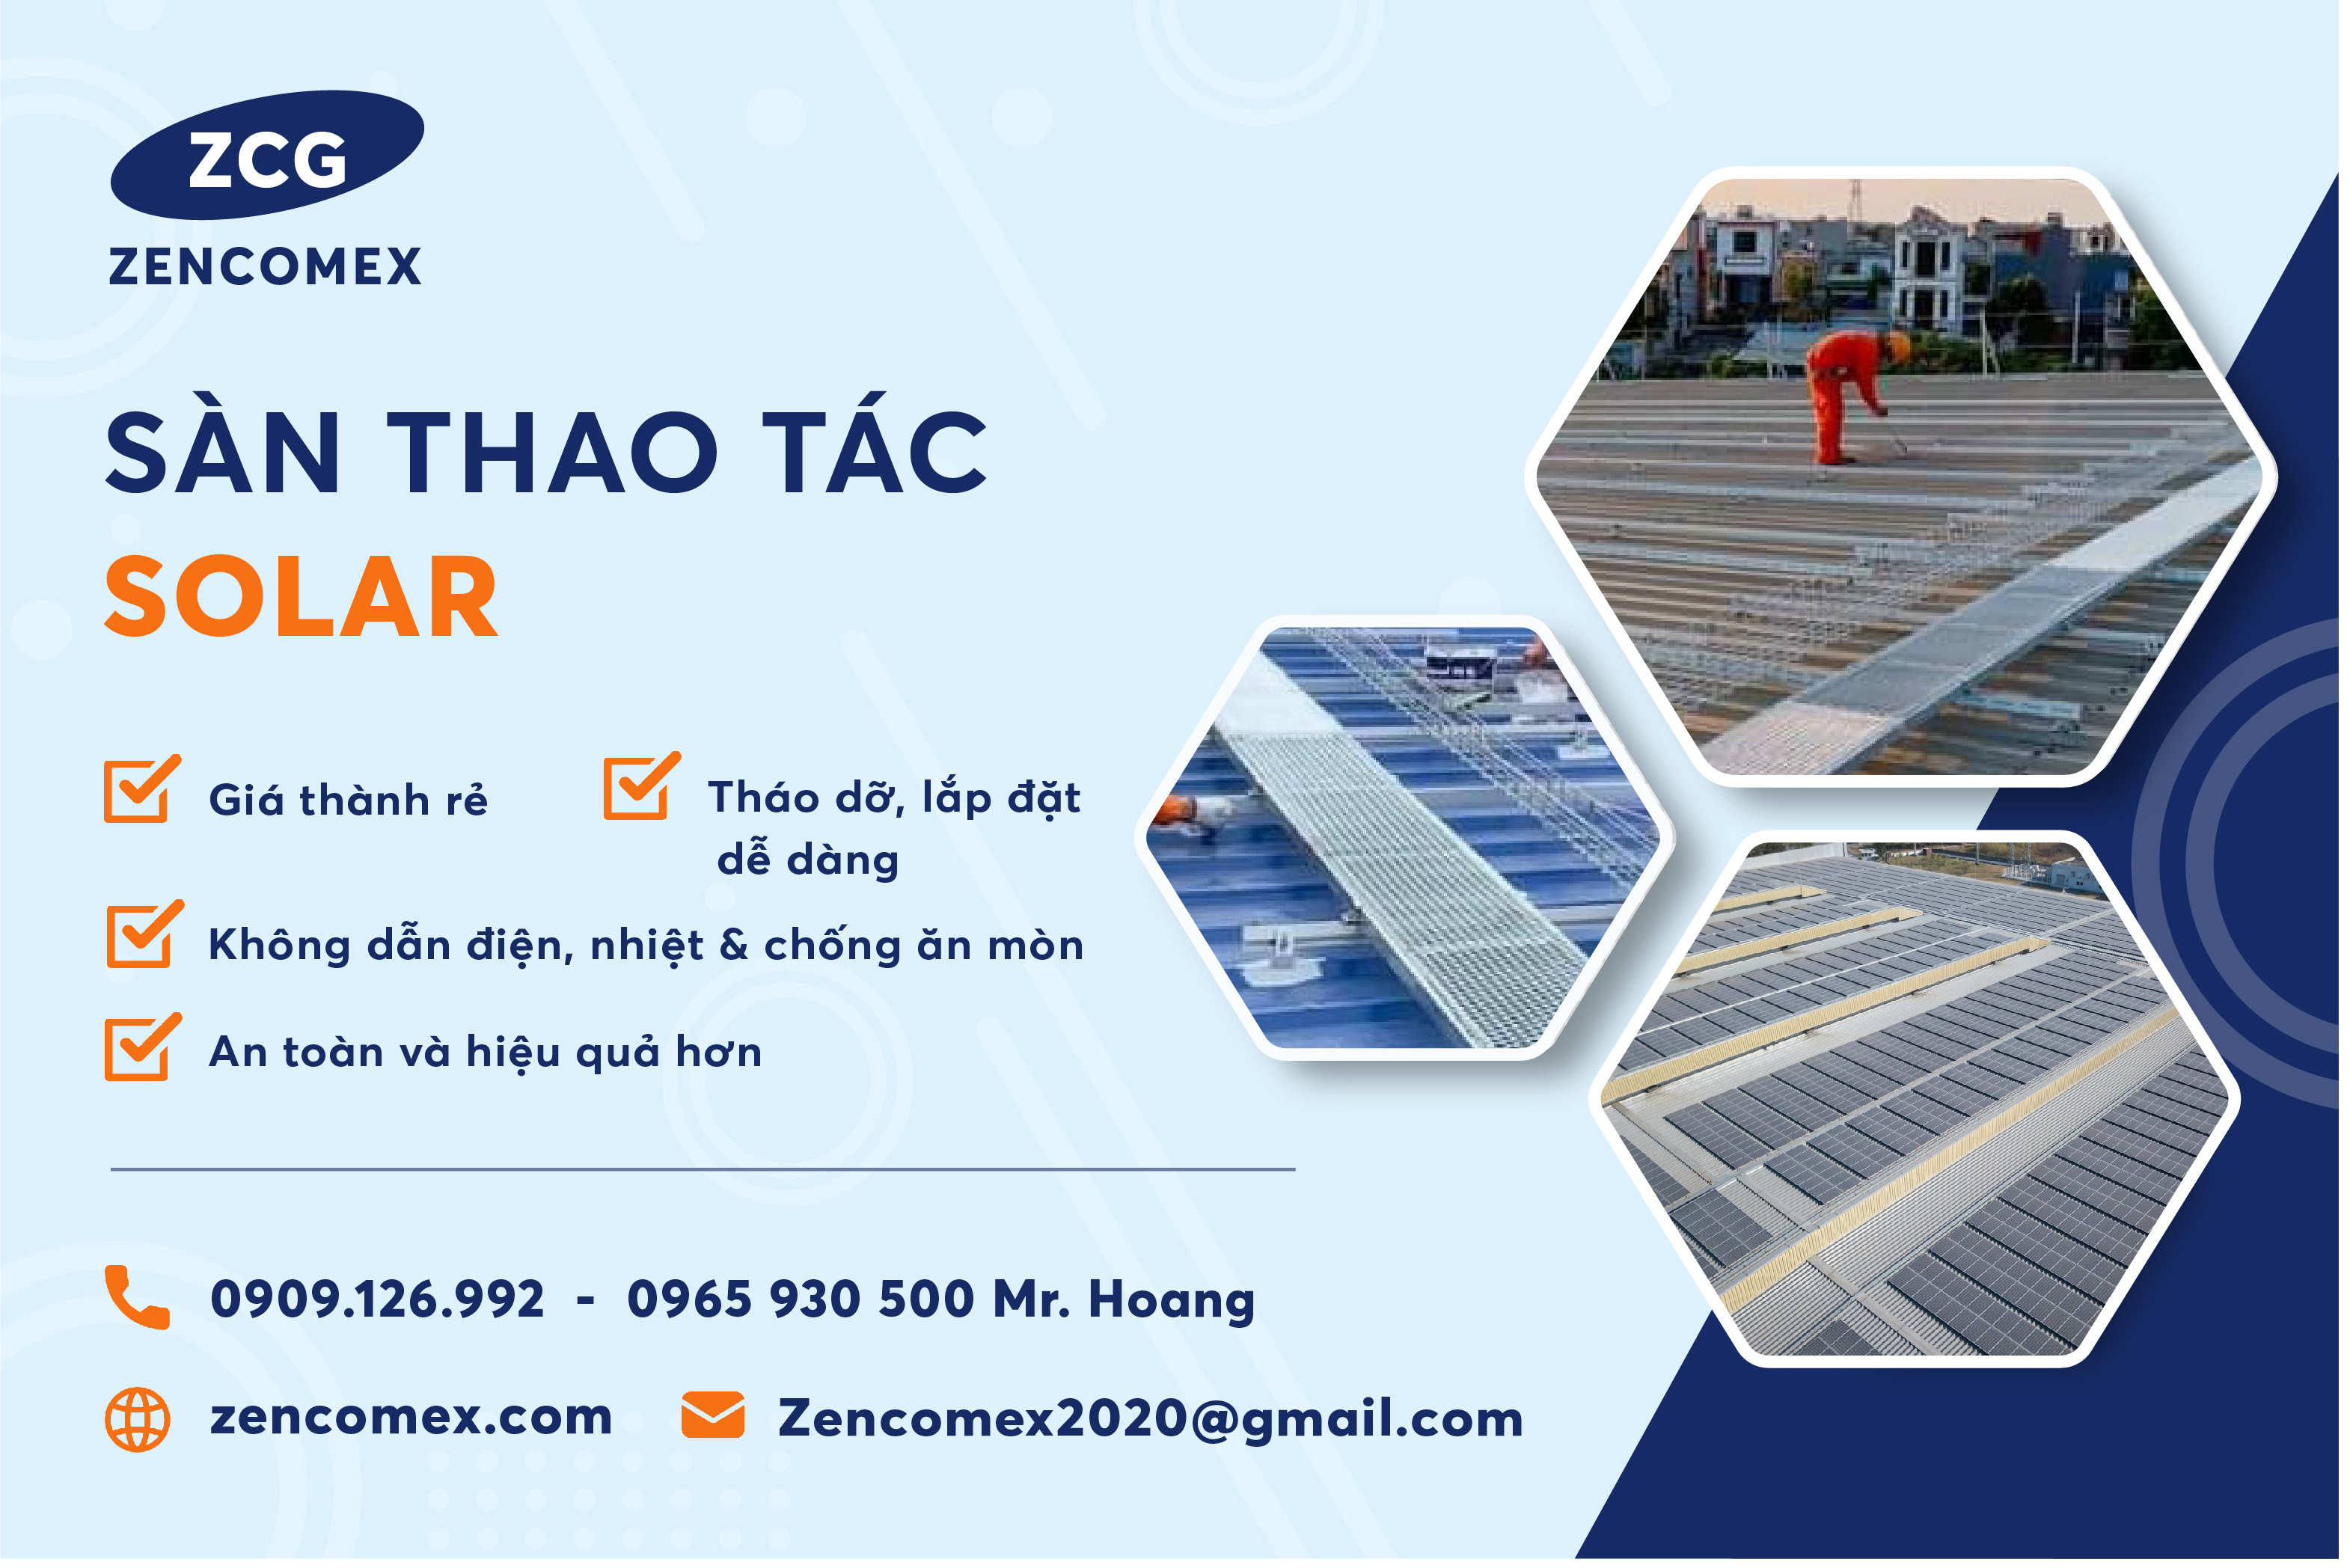 ZCG
ZENCOMEX
SÀN THAO TÁC
SOLAR
Giá thành rẻ
Tháo dỡ, lắp đặt
dễ dàng
Không dẫn điện, nhiệt & chống ăn mòn
An toàn và hiệu quả hơn
0909.126.992 - 0965 930 500 Mr. Hoang
zencomex.com
Zencomex2020@gmail.com